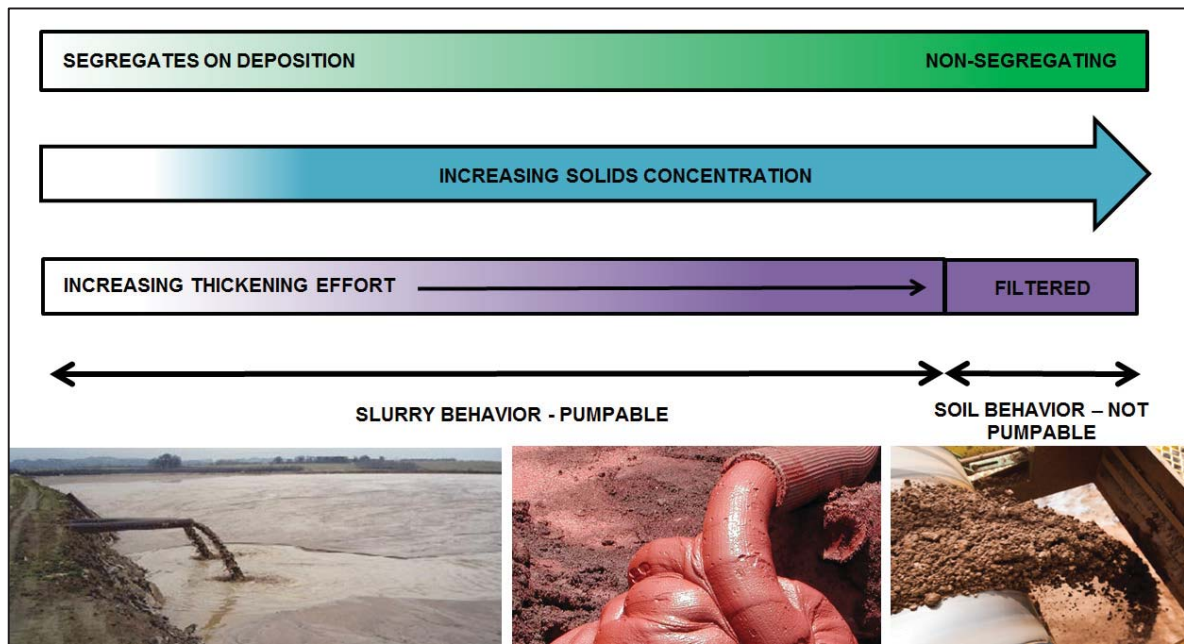 SEGREGATES ON DEPOSITION
NON-SEGREGATING
INCREASING SOLIDS CONCENTRATION
INCREASING THICKENING EFFORT
FILTERED
SLURRY BEHAVIOR - PUMPABLE
SOIL BEHAVIOR – NOT
PUMPABLE